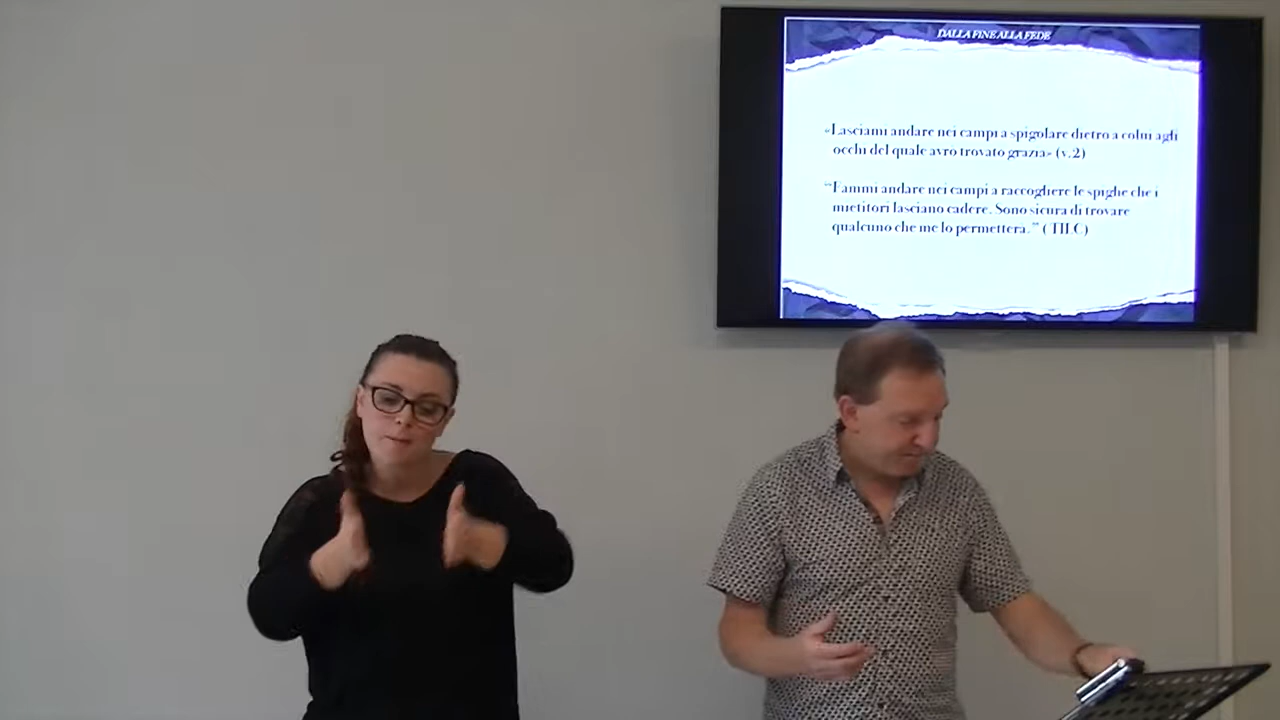 DALLA FINE ALLA FEDE
«Lasciami andare nei campi a spigolare dietro a colui agli
occhi del quale avrò trovato grazia» (v.2)
“Fammi andare nei campi a raccogliere le spighe che i
mietitori lasciano cadere. Sono sicura di trovare
qualcuno che me lo permetterà.” (TILC)